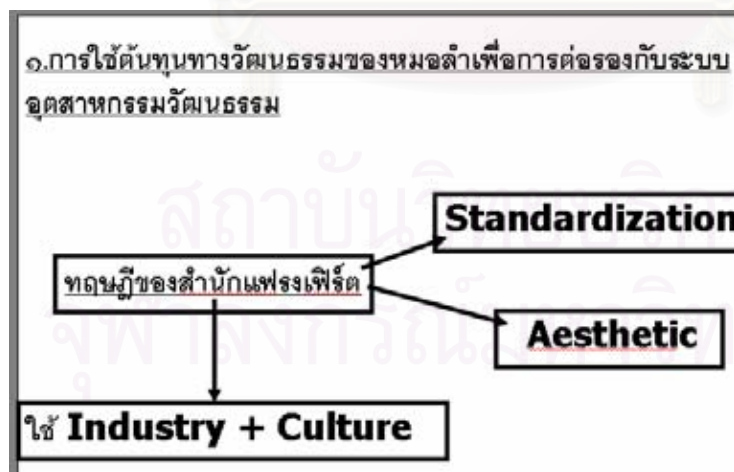 ๑.การใช้ต้นทุนทางวัฒนธรรมของหมอลำเพื่อการต่อรองกับระบบ
อุตสาหกรรมวัฒนธรรม
Standardization
ทฤษฎีของสำนักแฟรงเฟิร์ต
Aesthetic
ใช้ Industry + Culture